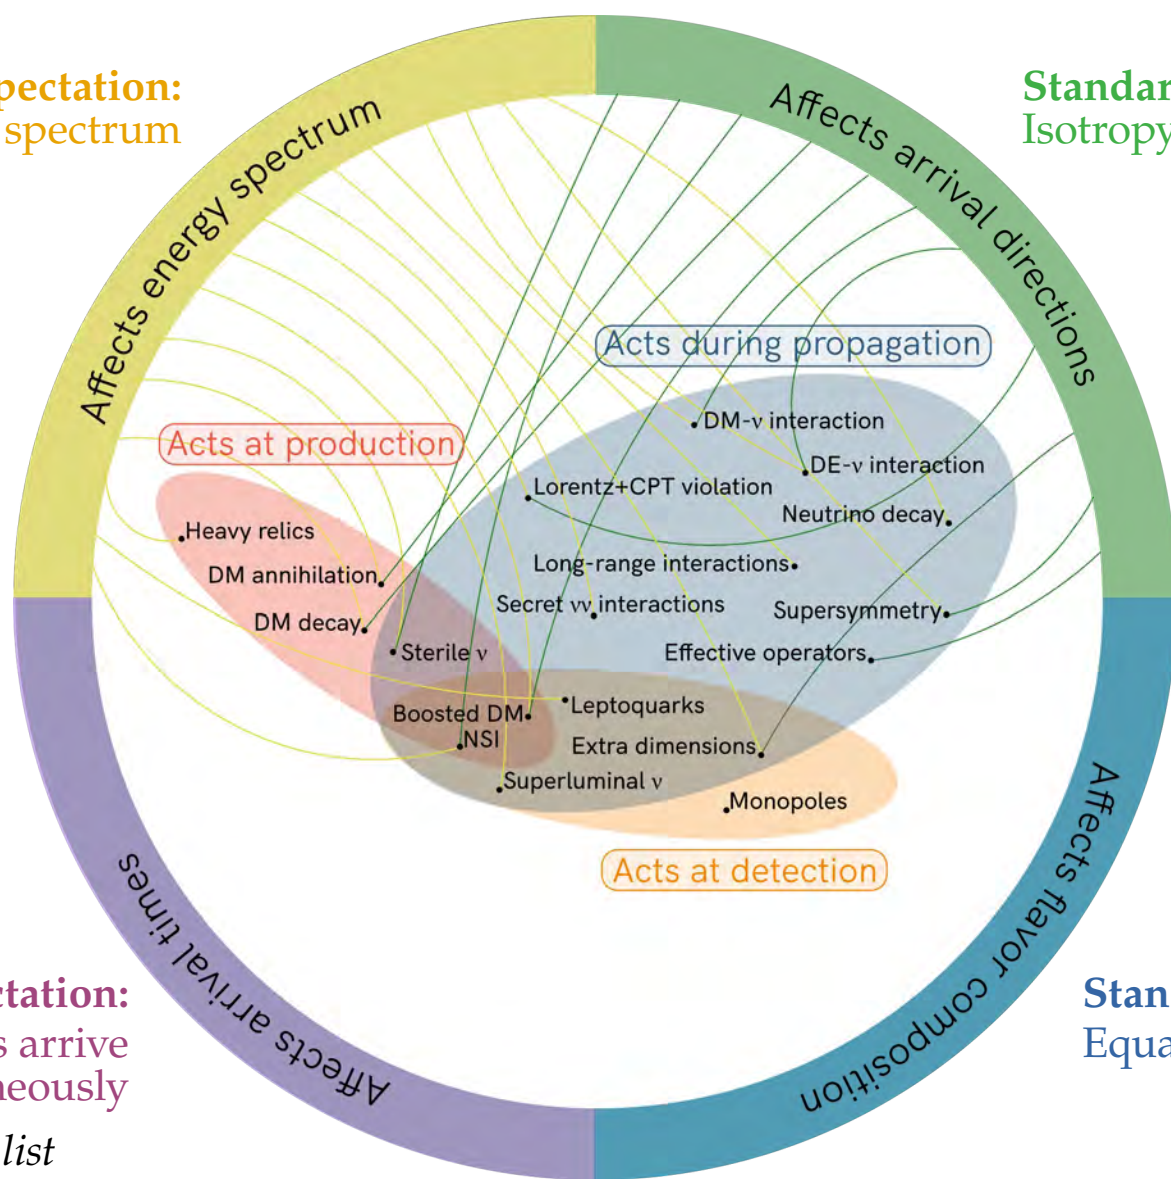 pectation:
spectrum
Standar
Isotropy
Affects energy spectrum
Affects arrival directions
Acts during propagation
Acts at production
DM-ν interaction
DE-ν interaction
Lorentz+CPT violation
Neutrino decay
Heavy relics
Long-range interactions
DM annihilation
Secret νν interactions
Supersymmetry
DM decay
Sterile ν
Effective operators
Leptoquarks
Boosted DM
NSI
Extra dimensions
Superluminal ν
Monopoles
Acts at detection
Affects arrival times
Affects flavor composition
ctation:
s arrive
neously
list
Stan
Equa